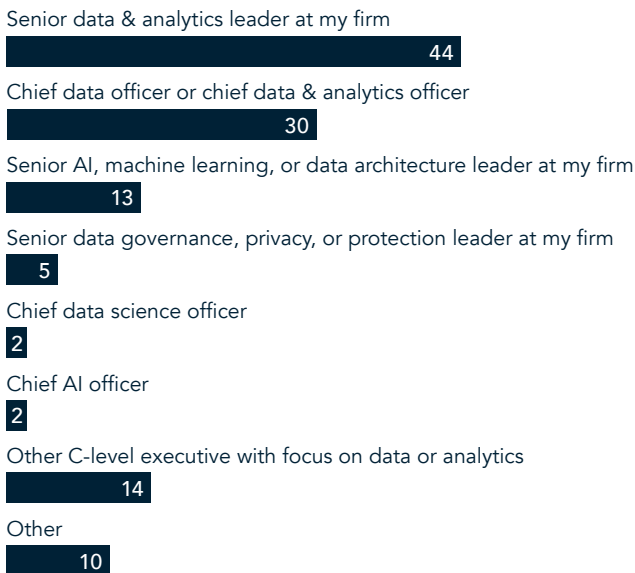 Senior data & analytics leader at my firm
44
Chief data officer or chief data & analytics officer
30
Senior AI, machine learning, or data architecture leader at my firm
13
Senior data governance, privacy, or protection leader at my firm
5
Chief data science officer
2
Chief AI officer
2
Other C-level executive with focus on data or analytics
14
Other
10